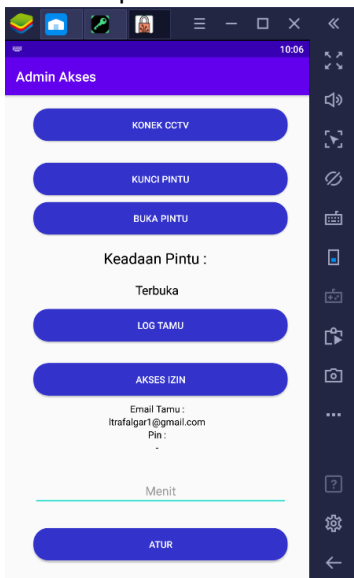 10:06
Admin Akses
KONEK CCTV
KUNCI PINTU
BUKA PINTU
Keadaan Pintu :
Terbuka
LOG TAMU
AKSES IZIN
Email Tamu :
ltrafalgar1@gmail.com
Pin :
-
Menit
ATUR